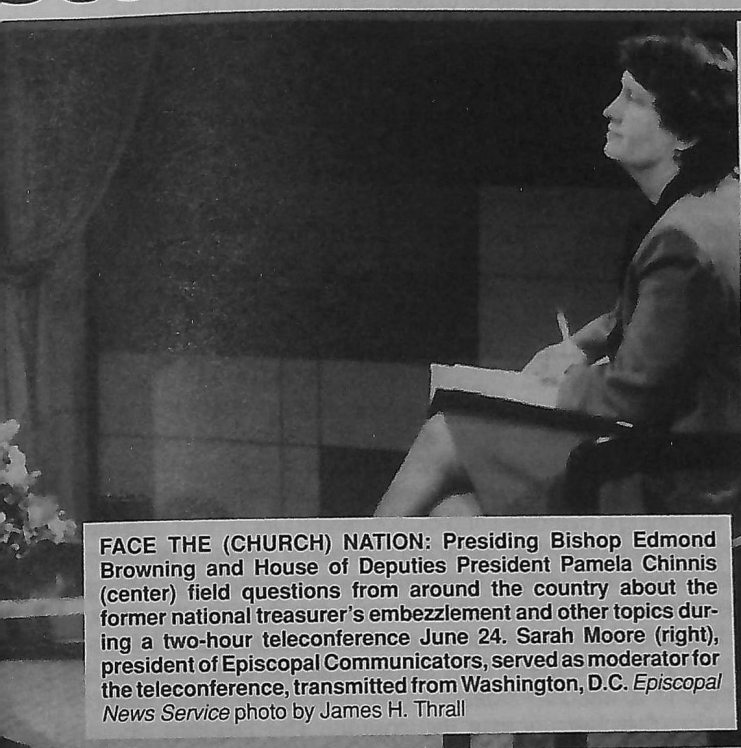 FACE THE (CHURCH) NATION: Presiding Bishop Edmond
Browning and House of Deputies President Pamela Chinnis
(center) field questions from around the country about the
former national treasurer's embezzlement and other topics dur-
ing a two-hour teleconference June 24. Sarah Moore (right),
president of Episcopal Communicators, served as moderator for
the teleconference, transmitted from Washington, D.C. Episcopal
News Service photo by James H. Thrall